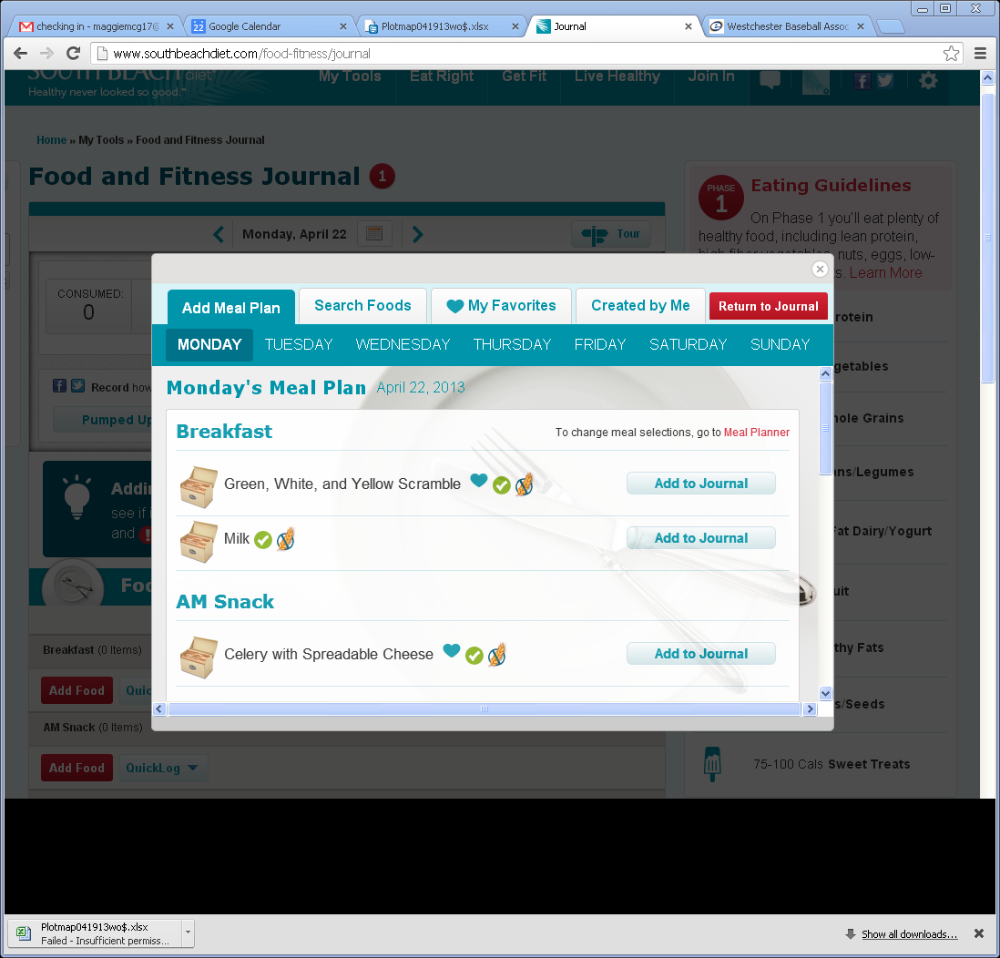 checking in - maggiemcg17@
22
Google Calendar
Plotmap041913wo$.xlsx
Journal
Westchester Baseball Assoc
www.southbeachdiet.com/food-fitness/journal
SOUTH BEACH diet
Healthy never looked so good.™
My Tools
Eat Right
Get Fit
Live Healthy
Join In
Home » My Tools » Food and Fitness Journal
Food and Fitness Journal 1
Monday, April 22
Tour
PHASE
1
Eating Guidelines
On Phase 1 you'll eat plenty of
healthy food, including lean protein,
high-fiber vegetables, nuts, eggs, low-
s. Learn More
CONSUMED:
0
Add Meal Plan
Search Foods
My Favorites
Created by Me
Return to Journal
MONDAY
TUESDAY
WEDNESDAY
THURSDAY
FRIDAY
SATURDAY
SUNDAY
Monday's Meal Plan April 22, 2013
Breakfast
To change meal selections, go to Meal Planner
Green, White, and Yellow Scramble
Add to Journal
Milk
Add to Journal
AM Snack
Celery with Spreadable Cheese
Add to Journal
Record how
Pumped Up
Addin
see if i
and
Foo
Breakfast (0 Items)
Add Food
Quic
AM Snack (0 Items)
Add Food
QuickLog
rotein
getables
hole Grains
ans/Legumes
Fat Dairy/Yogurt
uit
thy Fats
s/Seeds
75-100 Cals Sweet Treats
Plotmap041913wo$.xlsx
Failed - Insufficient permiss...
Show all downloads...